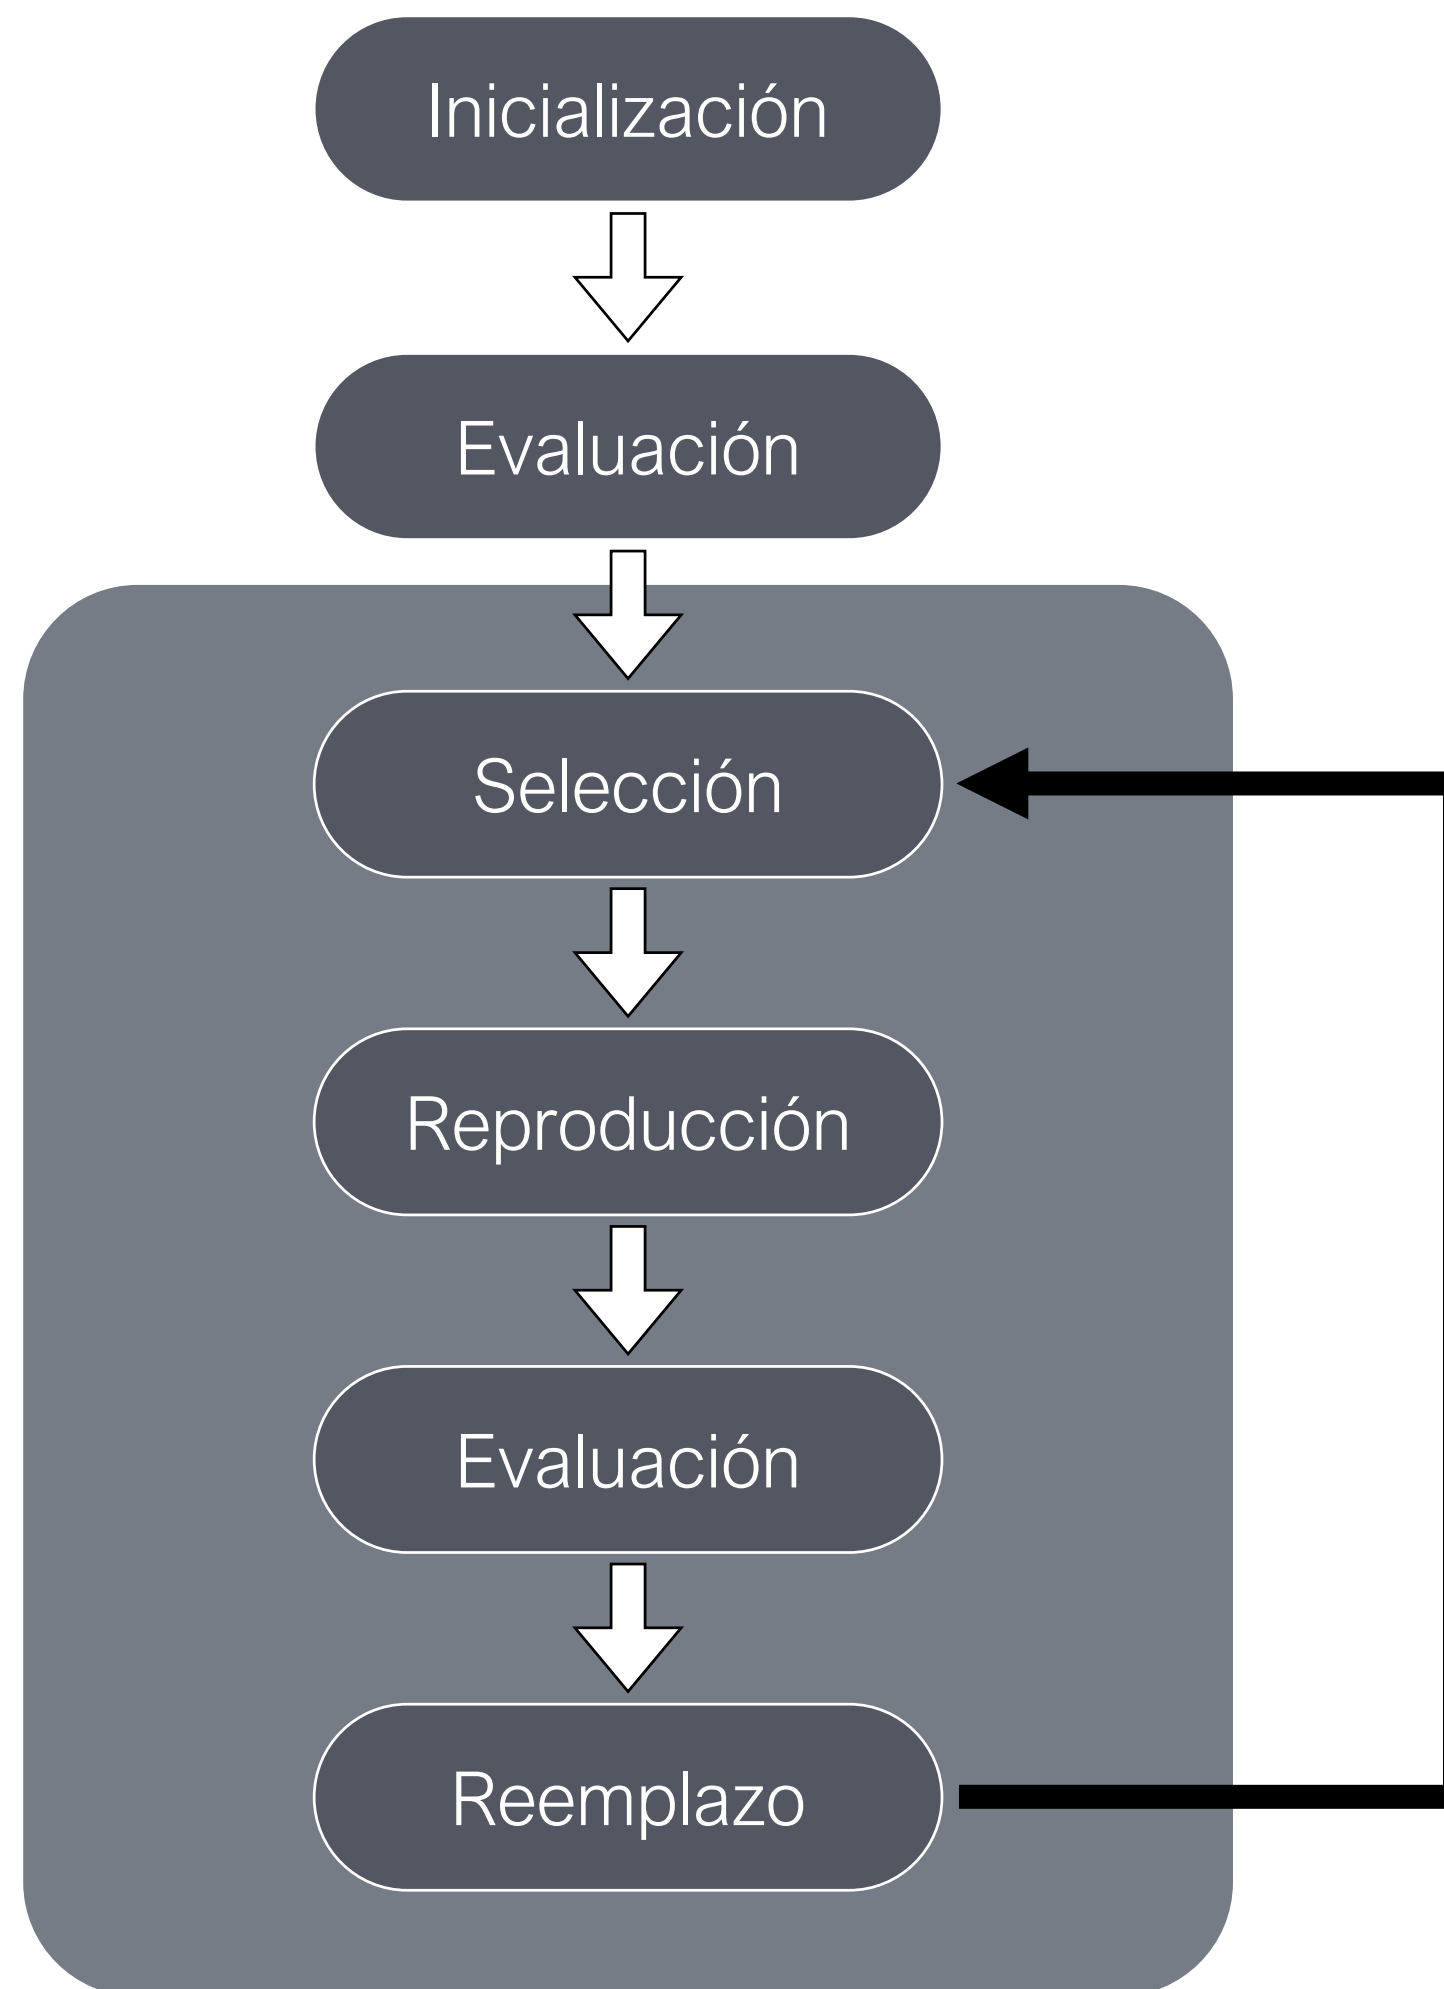 Inicialización
Evaluación
Selección
Reproducción
Evaluación
Reemplazo